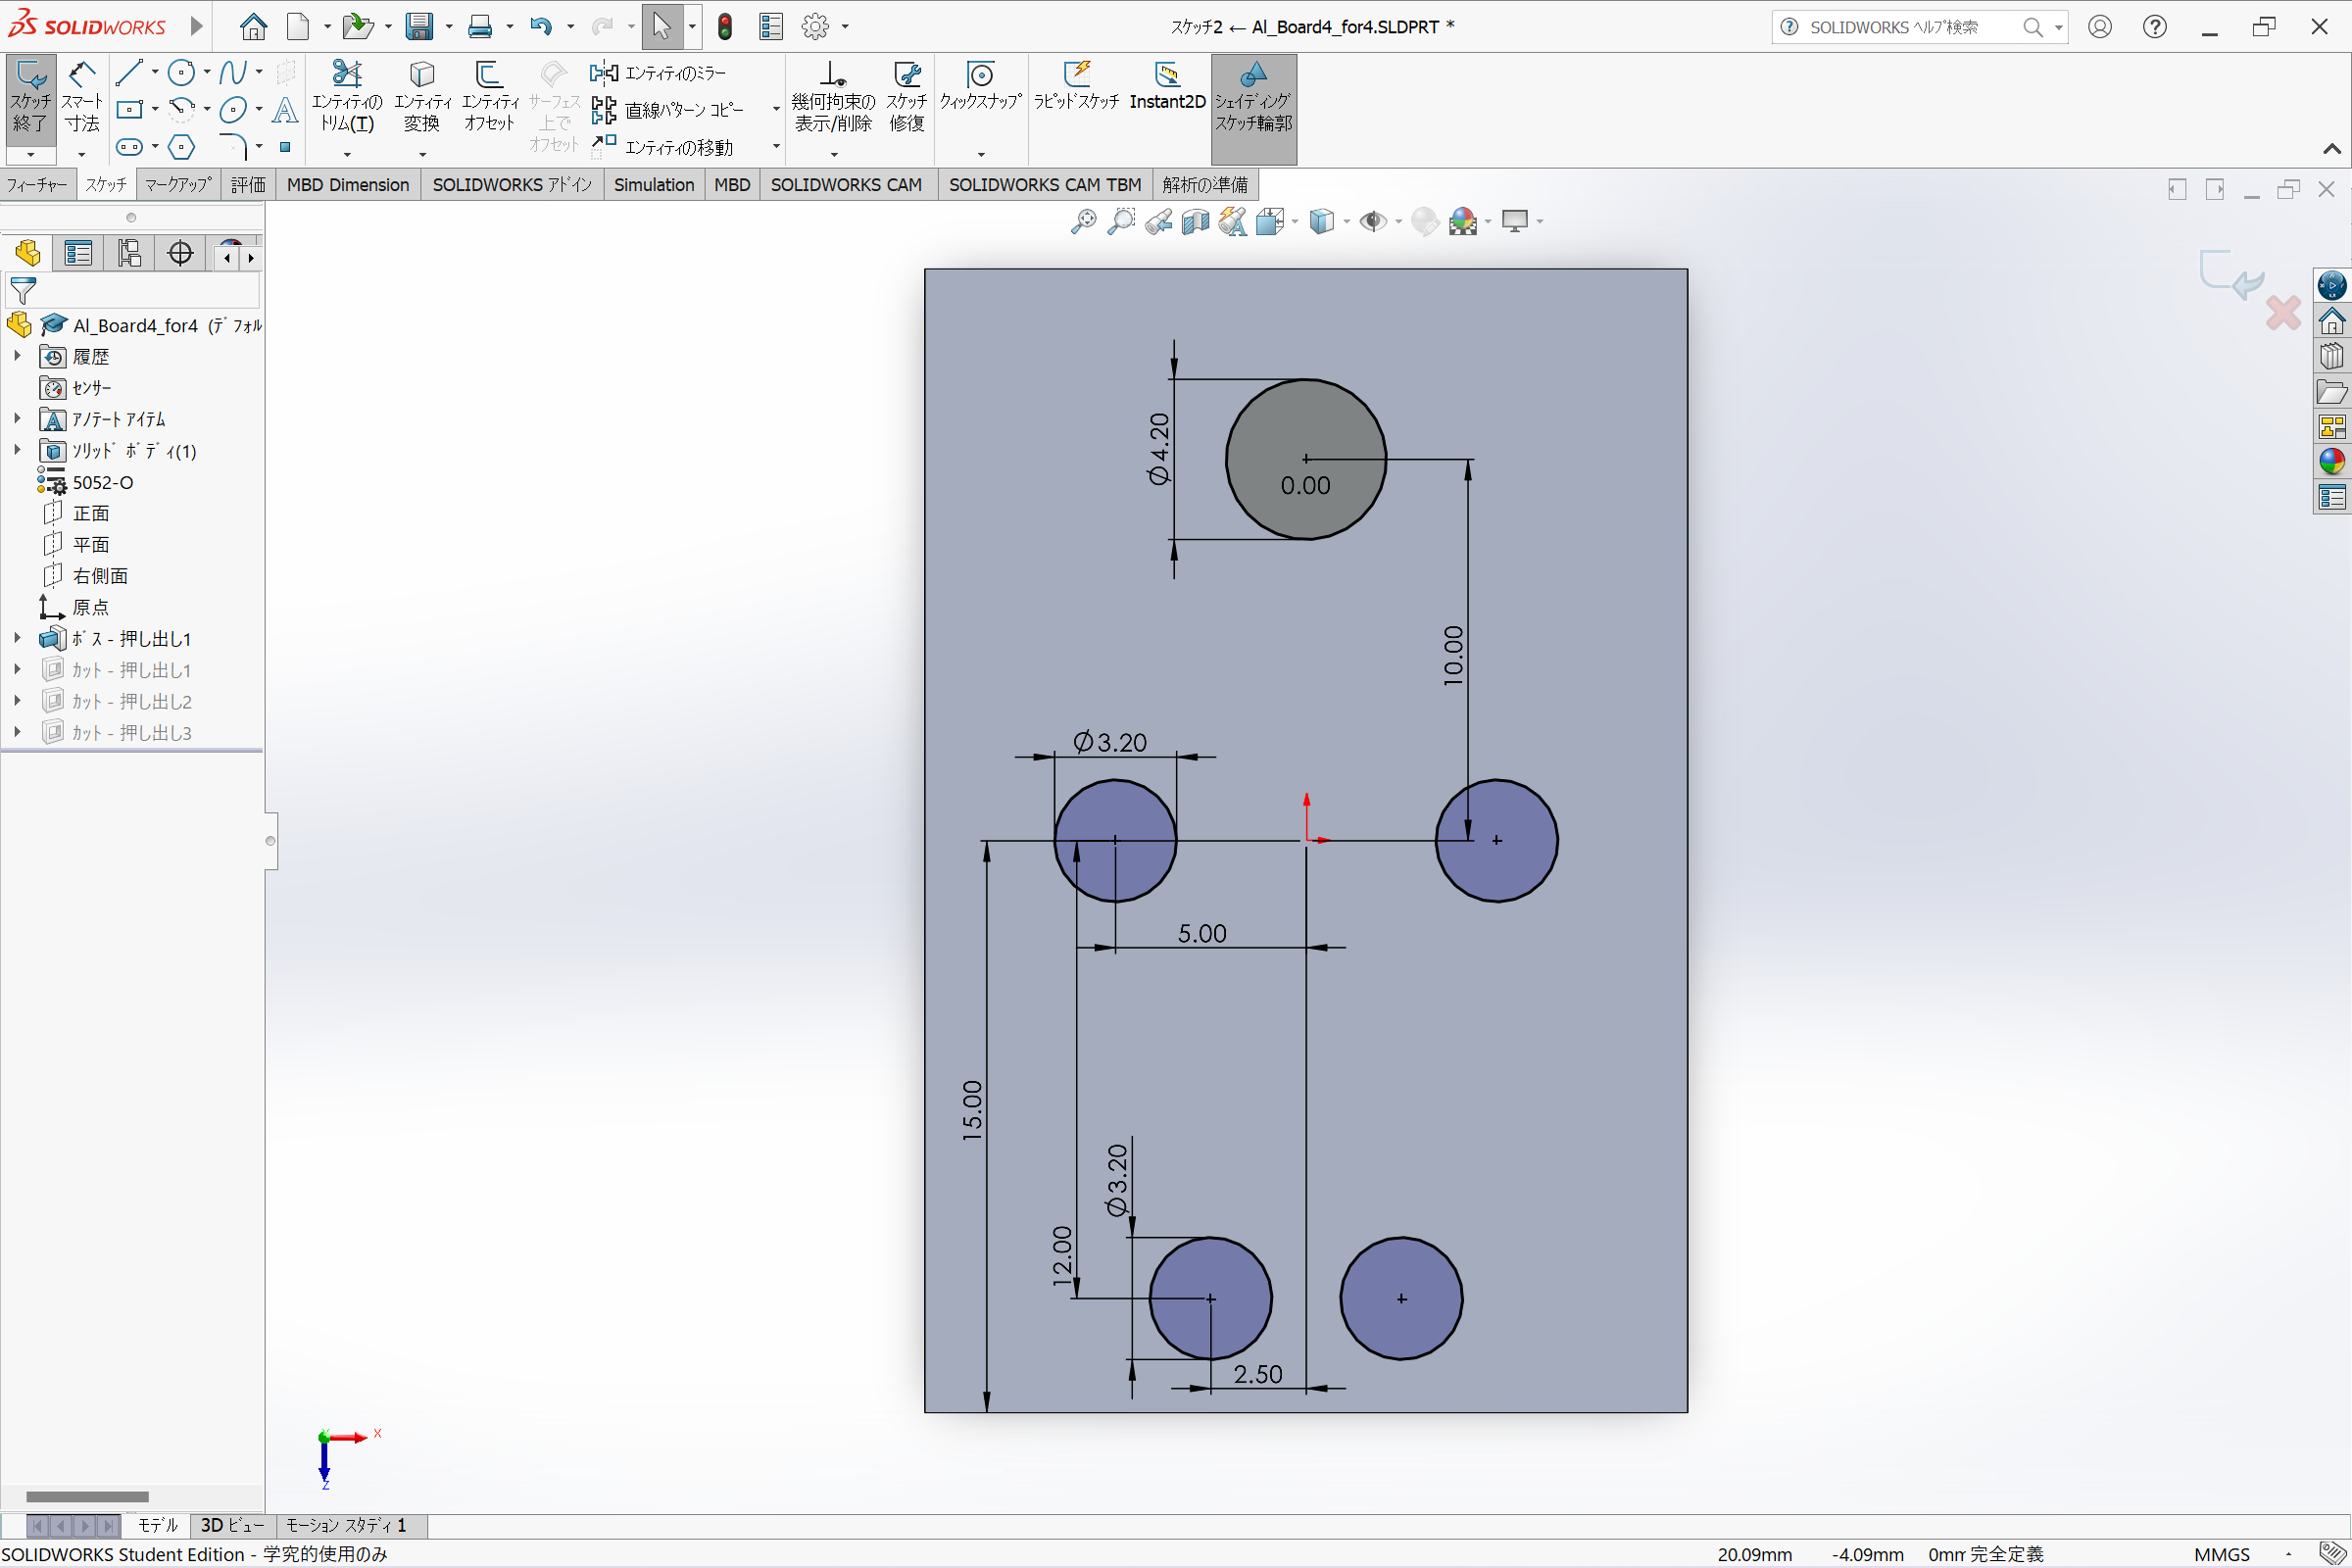 SOLIDWORKS
スケッチ2 ← Al_Board4_for4.SLDPRT *
SOLIDWORKS ヘルプ検索
スケッチ終了
スマート寸法
エンティティのトリム(T)
エンティティ変換
エンティティオフセット
サーフェス上でオフセット
エンティティのミラー
直線パターン コピー
エンティティの移動
幾何拘束の表示/削除
スケッチ修復
クィックスナップ
ラピッドスケッチ
Instant2D
シェイディングスケッチ輪郭
フィーチャー
スケッチ
マークアップ
評価
MBD Dimension
SOLIDWORKS アドイン
Simulation
MBD
SOLIDWORKS CAM
SOLIDWORKS CAM TBM
解析の準備
Al_Board4_for4 (デフォル
履歴
センサー
アノテート アイテム
ソリッド ボディ(1)
5052-O
正面
平面
右側面
原点
ボス - 押し出し1
カット - 押し出し1
カット - 押し出し2
カット - 押し出し3
∅4.20
0.00
10.00
∅3.20
5.00
15.00
12.00
∅3.20
2.50
X
Z
モデル
3D ビュー
モーション スタディ 1
SOLIDWORKS Student Edition - 学究的使用のみ
20.09mm
-4.09mm
0mm 完全定義
MMGS